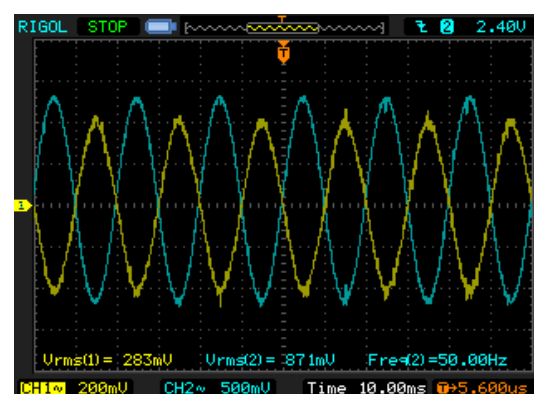 RIGOL STOP T 2 2.40V
T
1
Vrms(1)= 283mV Vrms(2)= 871mV Freq(2)=50.00Hz
CH1~ 200mV CH2~ 500mV Time 10.00ms T→5.600us